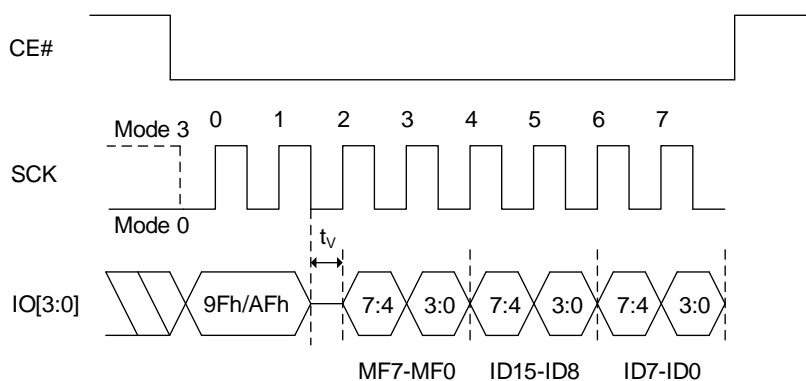 CE#
Mode 3
0 1 2 3 4 5 6 7
SCK
Mode 0
tV
IO[3:0]
9Fh/AFh
7:4 3:0 7:4 3:0 7:4 3:0
MF7-MF0 ID15-ID8 ID7-ID0